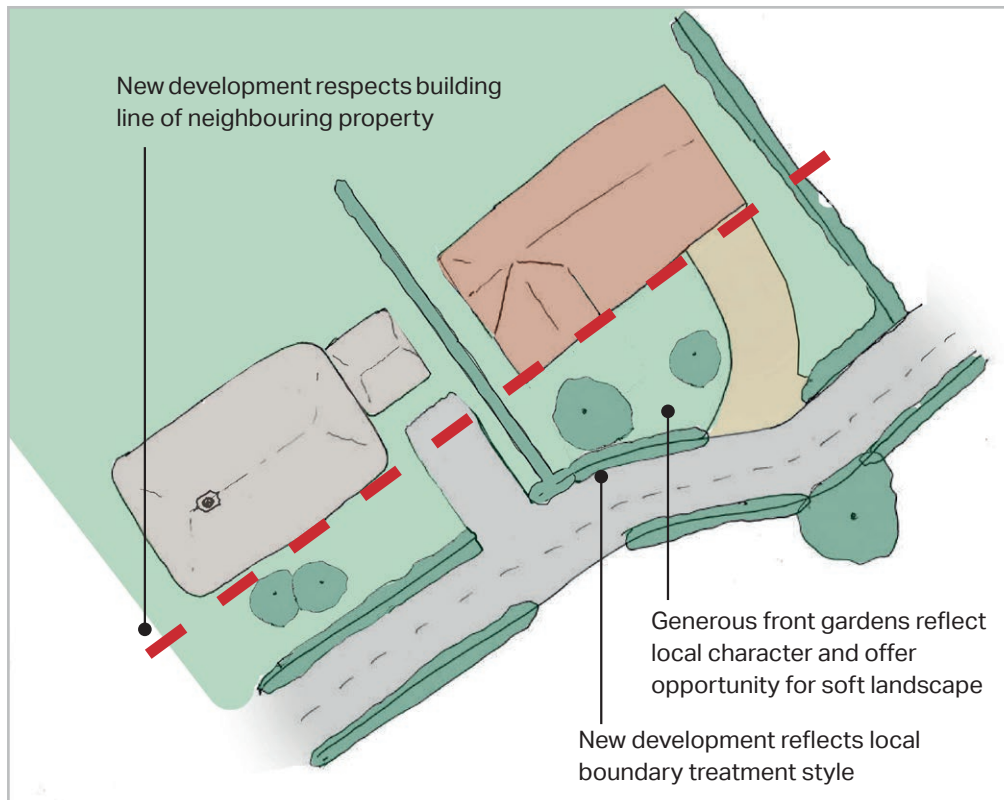 New development respects building
line of neighbouring property
Generous front gardens reflect
local character and offer
opportunity for soft landscape
New development reflects local
boundary treatment style